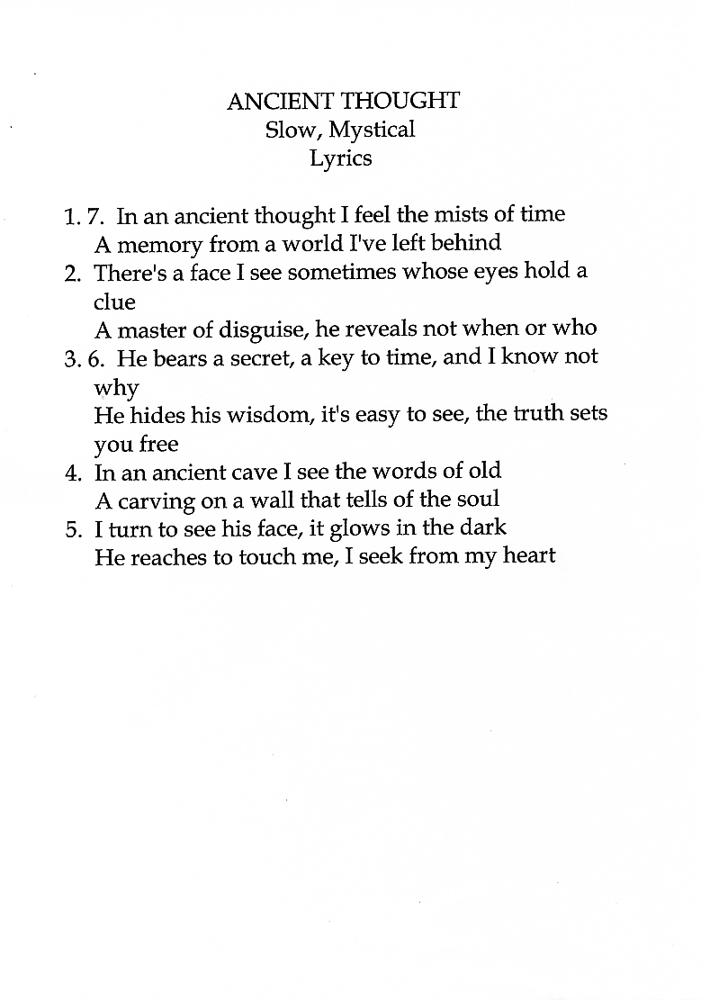 ANCIENT THOUGHT
Slow, Mystical
Lyrics
1. 7. In an ancient thought I feel the mists of time
A memory from a world I've left behind
2. There's a face I see sometimes whose eyes hold a
clue
A master of disguise, he reveals not when or who
3. 6. He bears a secret, a key to time, and I know not
why
He hides his wisdom, it's easy to see, the truth sets
you free
4. In an ancient cave I see the words of old
A carving on a wall that tells of the soul
5. I turn to see his face, it glows in the dark
He reaches to touch me, I seek from my heart